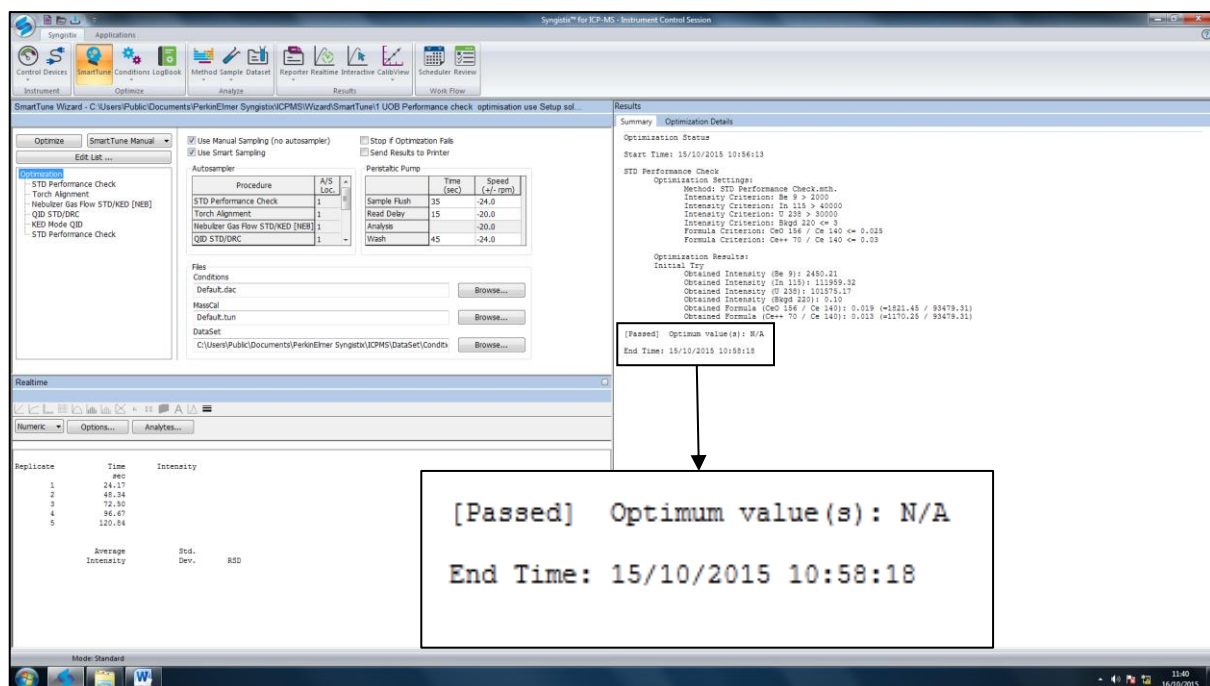 Syngistix™ for ICP-MS - Instrument Control Session
Syngistix Applications
Control Devices SmartTune Conditions LogBook Method Sample Dataset Reporter Realtime Interactive CalibView Scheduler Review
Instrument Optimize Analyze Results Work Flow
SmartTune Wizard - C:\Users\Public\Documents\PerkinElmer Syngistix\ICPMS\Wizard\SmartTune\1 UOB Performance check optimisation use Setup sol...
Optimize SmartTune Manual
Edit List ...
Optimization
STD Performance Check
Torch Alignment
Nebulizer Gas Flow STD/KED [NEB]
QID STD/DRC
KED Mode QID
STD Performance Check
Use Manual Sampling (no autosampler) Stop if Optimization Fails
Use Smart Sampling Send Results to Printer
Autosampler
Procedure A/S Loc.
STD Performance Check 1
Torch Alignment 1
Nebulizer Gas Flow STD/KED [NEB] 1
QID STD/DRC 1
Peristaltic Pump
Time (sec) Speed (+/- rpm)
Sample Flush 35 -24.0
Read Delay 15 -20.0
Analysis -20.0
Wash 45 -24.0
Files
Conditions
Default.dac Browse...
MassCal
Default.tun Browse...
DataSet
C:\Users\Public\Documents\PerkinElmer Syngistix\ICPMS\DataSet\Conditi Browse...
Results
Summary Optimization Details
Optimization Status
Start Time: 15/10/2015 10:56:13
STD Performance Check
Optimization Settings:
Method: STD Performance Check.mth.
Intensity Criterion: Be 9 > 2000
Intensity Criterion: In 115 > 40000
Intensity Criterion: U 238 > 30000
Intensity Criterion: Bkgd 220 <= 3
Formula Criterion: CeO 156 / Ce 140 <= 0.025
Formula Criterion: Ce++ 70 / Ce 140 <= 0.03
Optimization Results:
Initial Try
Obtained Intensity (Be 9): 2450.21
Obtained Intensity (In 115): 111959.32
Obtained Intensity (U 238): 101575.17
Obtained Intensity (Bkgd 220): 0.10
Obtained Formula (CeO 156 / Ce 140): 0.019 (=1821.45 / 93479.31)
Obtained Formula (Ce++ 70 / Ce 140): 0.013 (=1170.25 / 93479.31)
[Passed] Optimum value(s): N/A
End Time: 15/10/2015 10:58:18
Realtime
Numeric Options... Analytes...
Replicate Time Intensity
sec
1 24.17
2 48.34
3 72.50
4 96.67
5 120.84
Average Std.
Intensity Dev. RSD
[Passed] Optimum value(s): N/A
End Time: 15/10/2015 10:58:18
Mode: Standard
11:40
16/10/2015